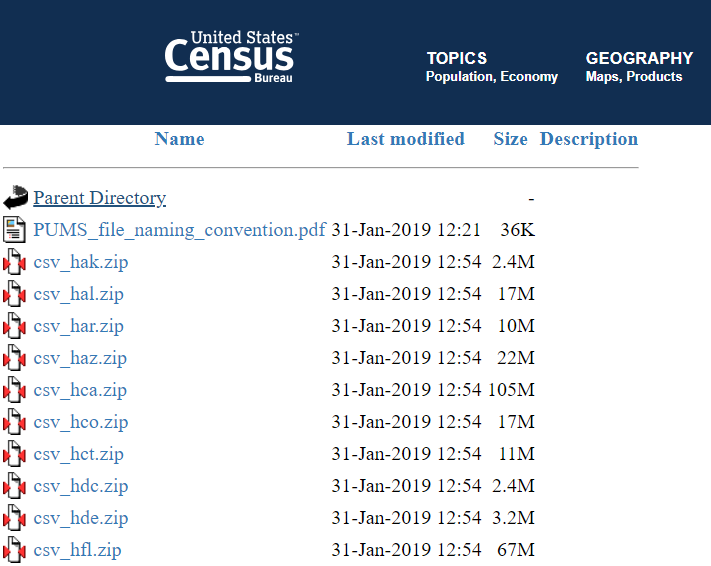 United States™
Census
Bureau
TOPICS
Population, Economy
GEOGRAPHY
Maps, Products
Name Last modified Size Description
Parent Directory -
PUMS_file_naming_convention.pdf 31-Jan-2019 12:21 36K
csv_hak.zip 31-Jan-2019 12:54 2.4M
csv_hal.zip 31-Jan-2019 12:54 17M
csv_har.zip 31-Jan-2019 12:54 10M
csv_haz.zip 31-Jan-2019 12:54 22M
csv_hca.zip 31-Jan-2019 12:54 105M
csv_hco.zip 31-Jan-2019 12:54 17M
csv_hct.zip 31-Jan-2019 12:54 11M
csv_hdc.zip 31-Jan-2019 12:54 2.4M
csv_hde.zip 31-Jan-2019 12:54 3.2M
csv_hfl.zip 31-Jan-2019 12:54 67M